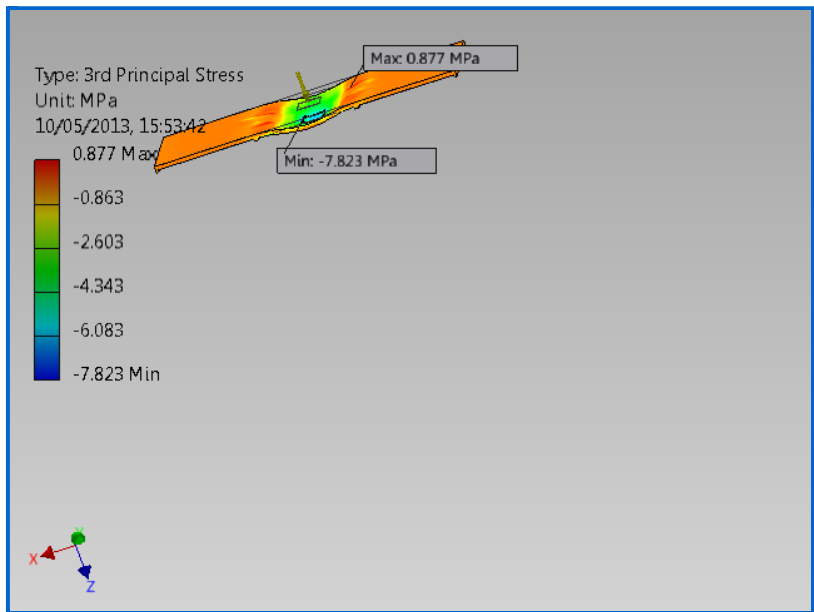 Max: 0.877 MPa
Type: 3rd Principal Stress
Unit: MPa
10/05/2013, 15:53:42
0.877 Max
Min: -7.823 MPa
-0.863
-2.603
-4.343
-6.083
-7.823 Min
Y
X
Z